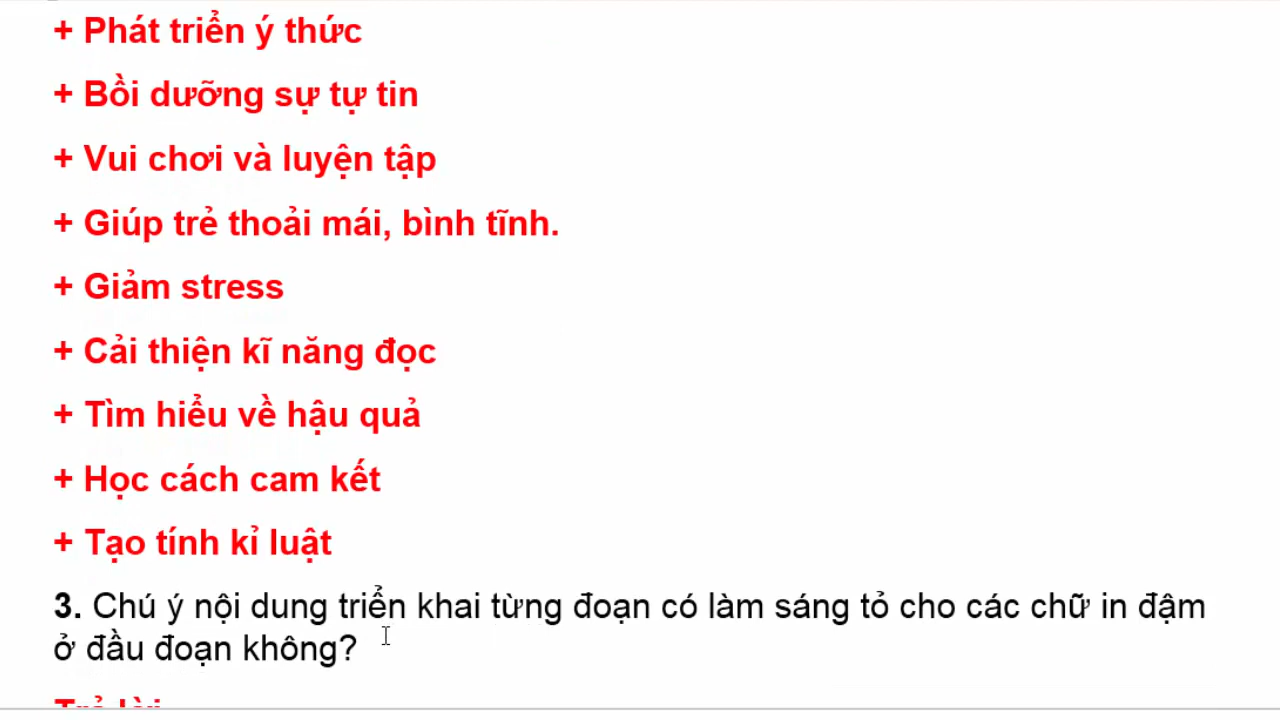 + Phát triển ý thức
+ Bồi dưỡng sự tự tin
+ Vui chơi và luyện tập
+ Giúp trẻ thoải mái, bình tĩnh.
+ Giảm stress
+ Cải thiện kĩ năng đọc
+ Tìm hiểu về hậu quả
+ Học cách cam kết
+ Tạo tính kỉ luật
3. Chú ý nội dung triển khai từng đoạn có làm sáng tỏ cho các chữ in đậm
ở đầu đoạn không?